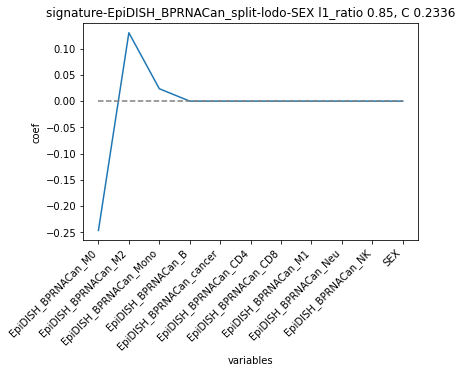 signature-EpiDISH_BPRNACan_split-lodo-SEX l1_ratio 0.85, C 0.2336
0.10
0.05
0.00
−0.05
−0.10
−0.15
−0.20
−0.25
coef
EpiDISH_BPRNACan_M0
EpiDISH_BPRNACan_M2
EpiDISH_BPRNACan_Mono
EpiDISH_BPRNACan_B
EpiDISH_BPRNACan_cancer
EpiDISH_BPRNACan_CD4
EpiDISH_BPRNACan_CD8
EpiDISH_BPRNACan_M1
EpiDISH_BPRNACan_Neu
EpiDISH_BPRNACan_NK
SEX
variables